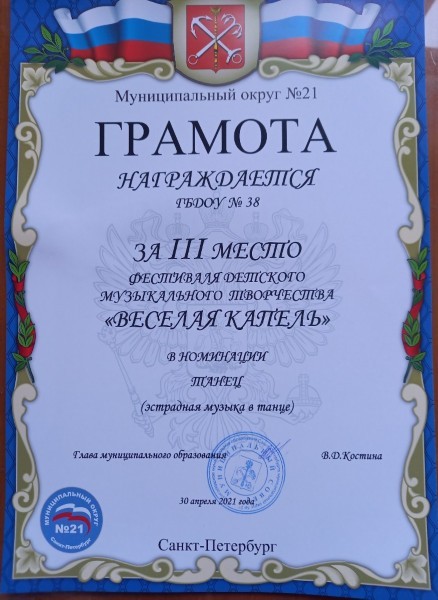 Муниципальный округ №21
ГРАМОТА
НАГРАЖДАЕТСЯ
ГБДОУ № 38
ЗА III МЕСТО
ФЕСТИВАЛЯ ДЕТСКОГО
МУЗЫКАЛЬНОГО ТВОРЧЕСТВА
«ВЕСЕЛАЯ КАПЕЛЬ»
В НОМИНАЦИИ
ТАНЕЦ
(эстрадная музыка в танце)
Глава муниципального образования В.Д.Костина
МУНИЦИПАЛЬНЫЙ
30 апреля 2021 года
МУНИЦИПАЛЬНЫЙ ОКРУГ
№21
Санкт-Петербург
Санкт-Петербург